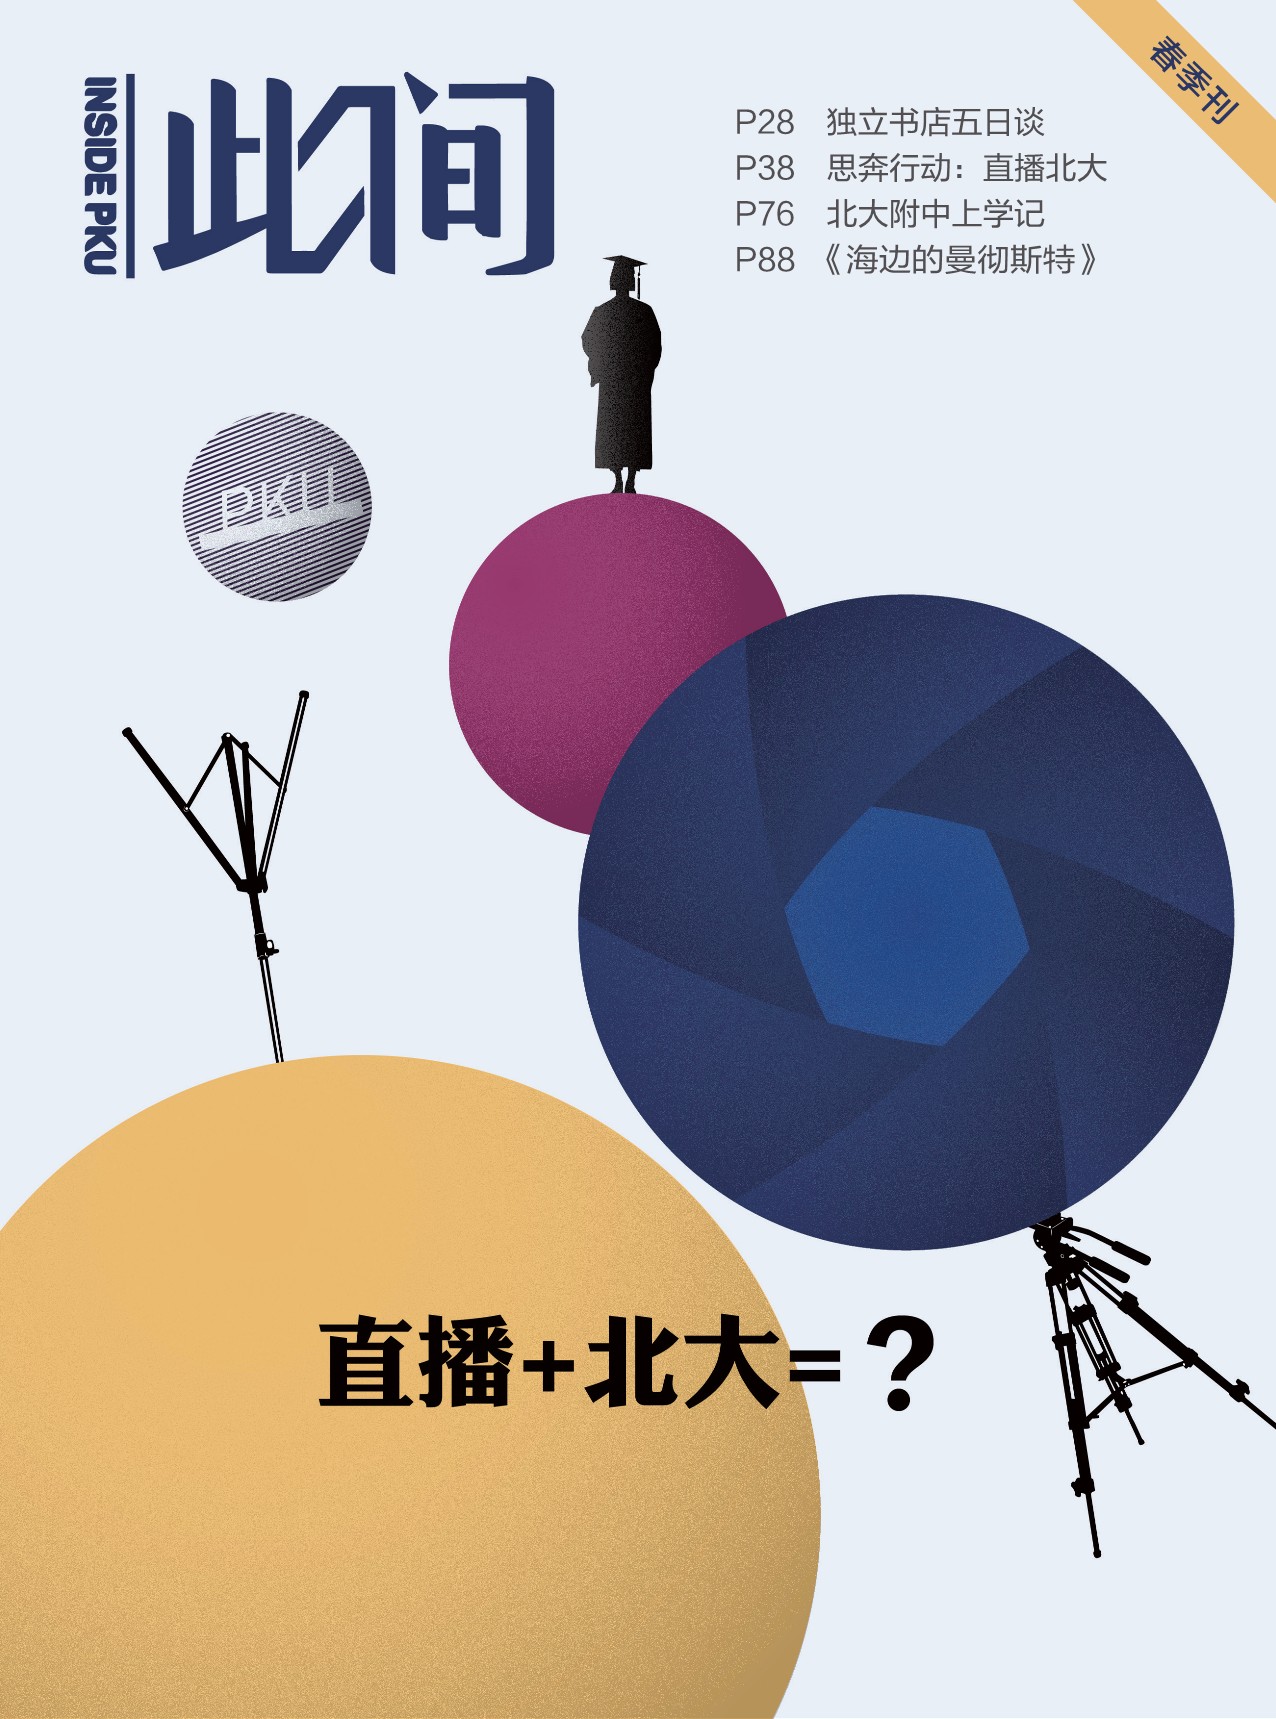 此间
INSIDE PKU
春季刊
P28 独立书店五日谈
P38 思奔行动：直播北大
P76 北大附中上学记
P88 《海边的曼彻斯特》
PKU
直播+北大=？